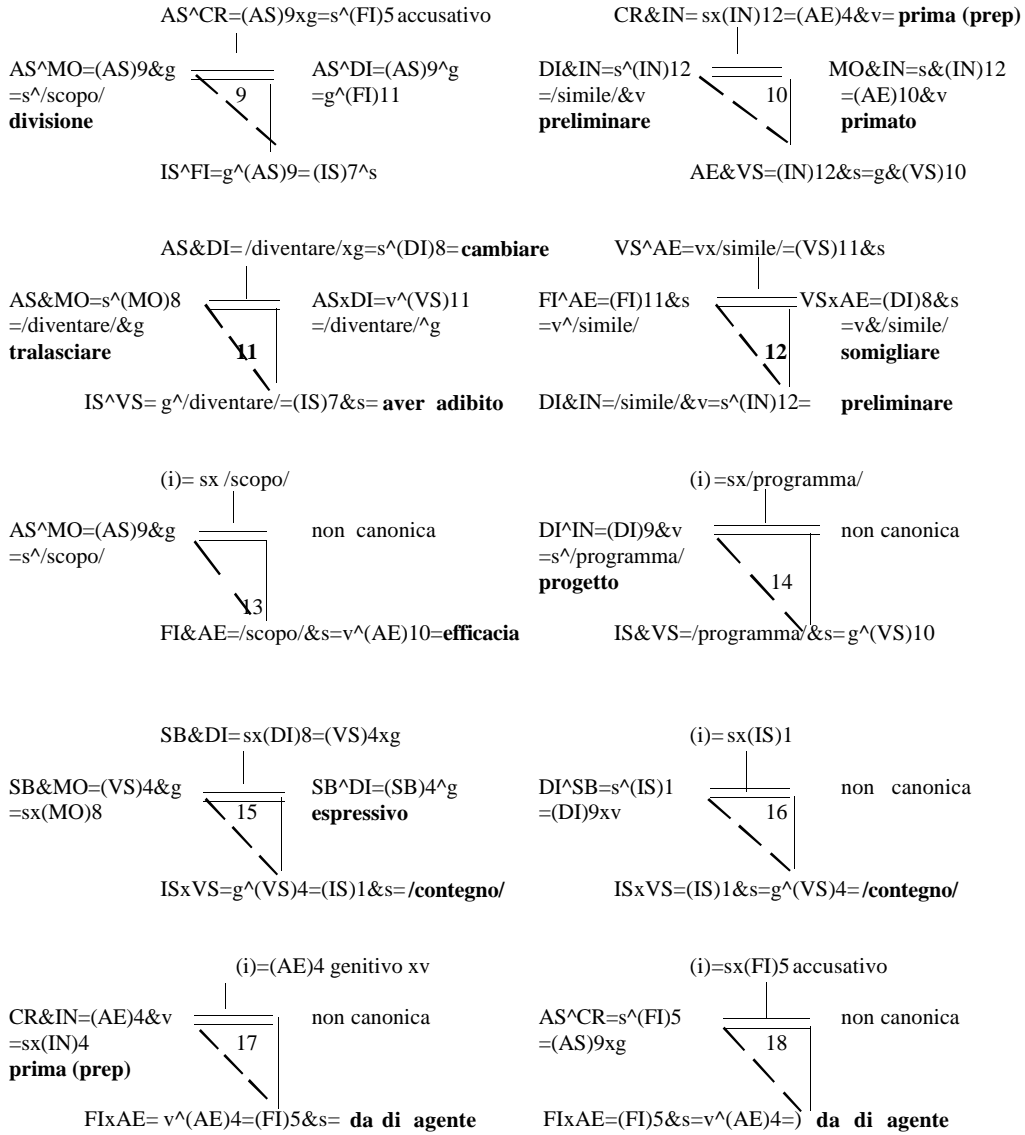 AS^CR=(AS)9xg=s^(FI)5 accusativo
AS^MO=(AS)9&g
=s^/scopo/
divisione
AS^DI=(AS)9^g
=g^(FI)11
9
IS^FI=g^(AS)9=(IS)7^s
CR&IN= sx(IN)12=(AE)4&v= prima (prep)
DI&IN=s^(IN)12
=/simile/&v
preliminare
MO&IN=s&(IN)12
=(AE)10&v
primato
10
AE&VS=(IN)12&s=g&(VS)10
AS&DI=/diventare/xg=s^(DI)8= cambiare
AS&MO=s^(MO)8
=/diventare/&g
tralasciare
ASxDI=v^(VS)11
=/diventare/^g
11
IS^VS= g^/diventare/=(IS)7&s= aver adibito
VS^AE=vx/simile/=(VS)11&s
FI^AE=(FI)11&s
=v^/simile/
VSxAE=(DI)8&s
=v&/simile/
somigliare
12
DI&IN=/simile/&v=s^(IN)12= preliminare
(i)= sx /scopo/
AS^MO=(AS)9&g
=s^/scopo/
non canonica
13
FI&AE=/scopo/&s=v^(AE)10=efficacia
(i)=sx/programma/
DI^IN=(DI)9&v
=s^/programma/
progetto
non canonica
14
IS&VS=/programma/&s=g^(VS)10
SB&DI=sx(DI)8=(VS)4xg
SB&MO=(VS)4&g
=sx(MO)8
SB^DI=(SB)4^g
espressivo
15
ISxVS=g^(VS)4=(IS)1&s=/contegno/
(i)= sx(IS)1
DI^SB=s^(IS)1
=(DI)9xv
non canonica
16
ISxVS=(IS)1&s=g^(VS)4=/contegno/
(i)=(AE)4 genitivo xv
CR&IN=(AE)4&v
=sx(IN)4
prima (prep)
non canonica
17
FIxAE= v^(AE)4=(FI)5&s= da di agente
(i)=sx(FI)5 accusativo
AS^CR=s^(FI)5
=(AS)9xg
non canonica
18
FIxAE=(FI)5&s=v^(AE)4=) da di agente